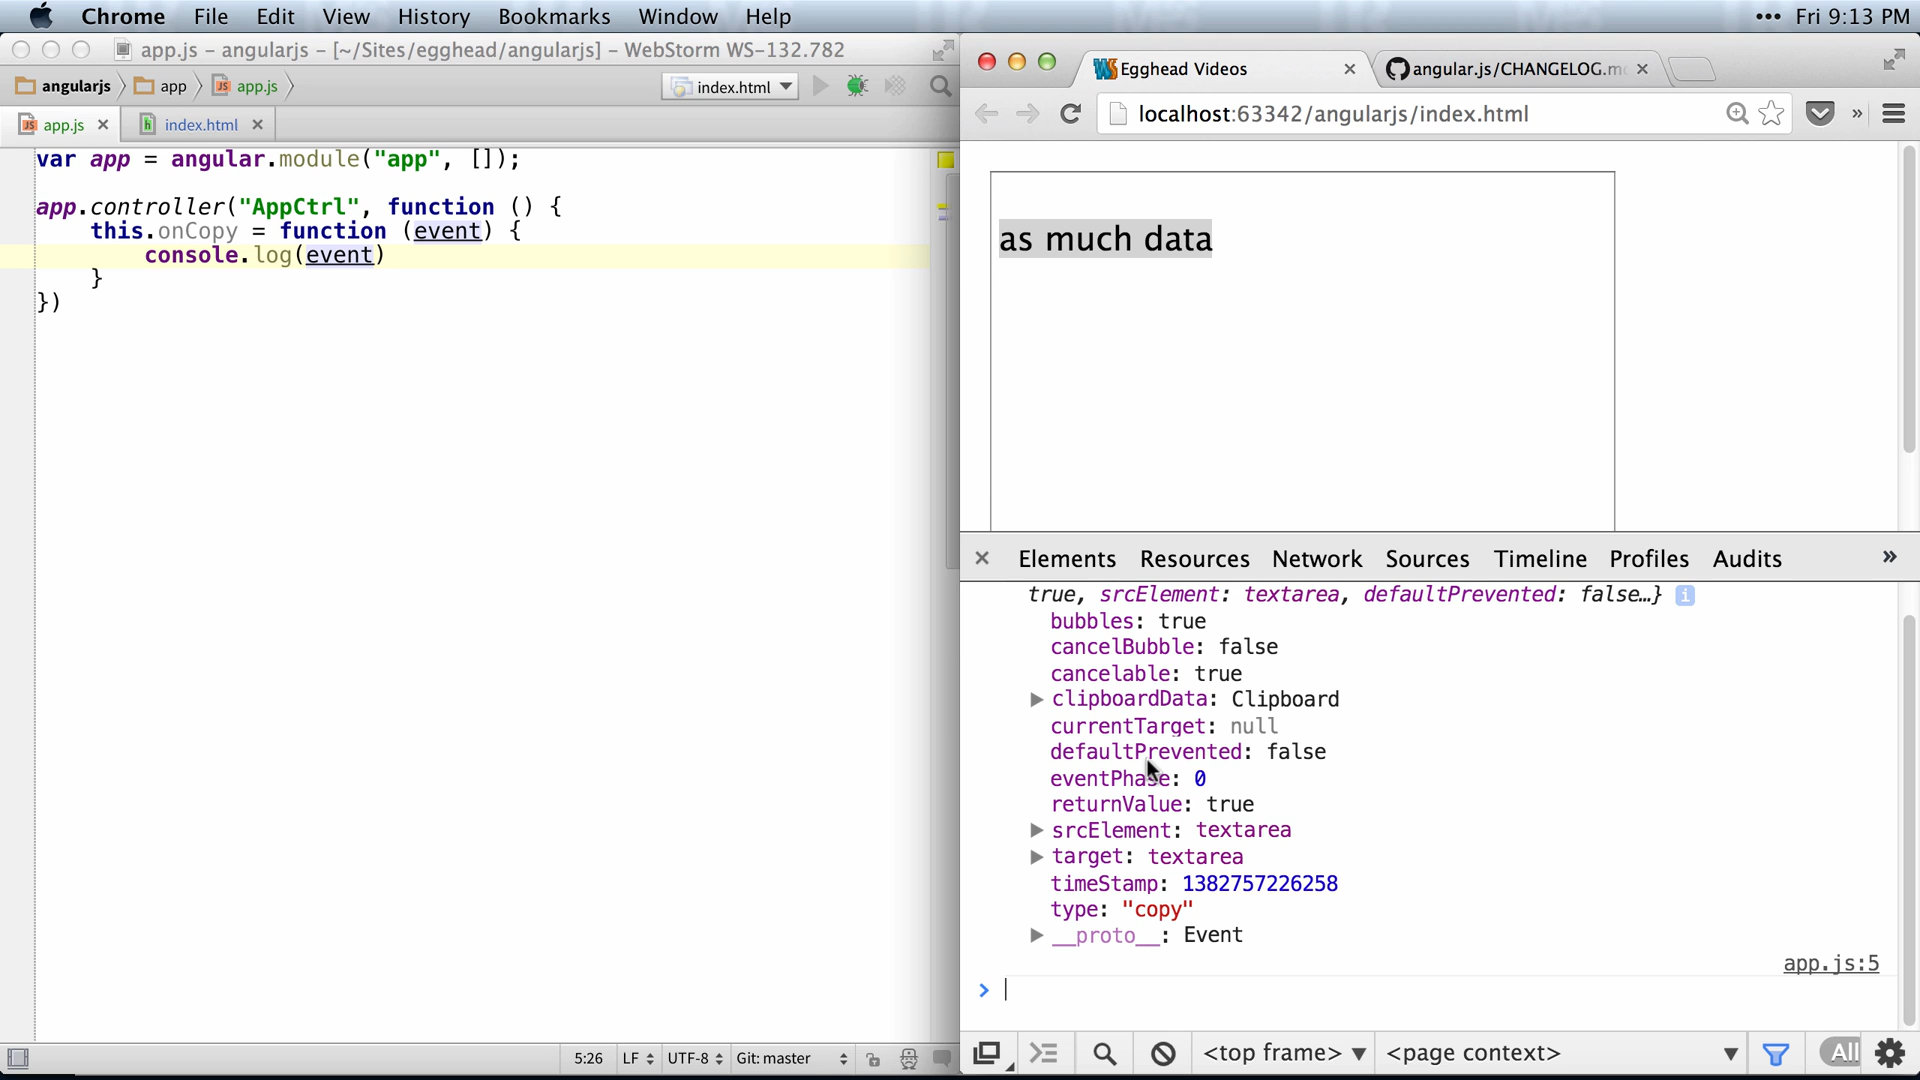 Chrome File Edit View History Bookmarks Window Help ••• Fri 9:13 PM
app.js – angularjs – [~/Sites/egghead/angularjs] – WebStorm WS-132.782
angularjs app app.js index.html
app.js index.html
var app = angular.module("app", []);
app.controller("AppCtrl", function () {
this.onCopy = function (event) {
console.log(event)
}
})
5:26 LF UTF-8 Git: master
Egghead Videos angular.js/CHANGELOG.m
localhost:63342/angularjs/index.html »
as much data
× Elements Resources Network Sources Timeline Profiles Audits »
true, srcElement: textarea, defaultPrevented: false…} i
bubbles: true
cancelBubble: false
cancelable: true
clipboardData: Clipboard
currentTarget: null
defaultPrevented: false
eventPhase: 0
returnValue: true
srcElement: textarea
target: textarea
timeStamp: 1382757226258
type: "copy"
__proto__: Event
app.js:5
>
<top frame> ▼ <page context> ▼ All